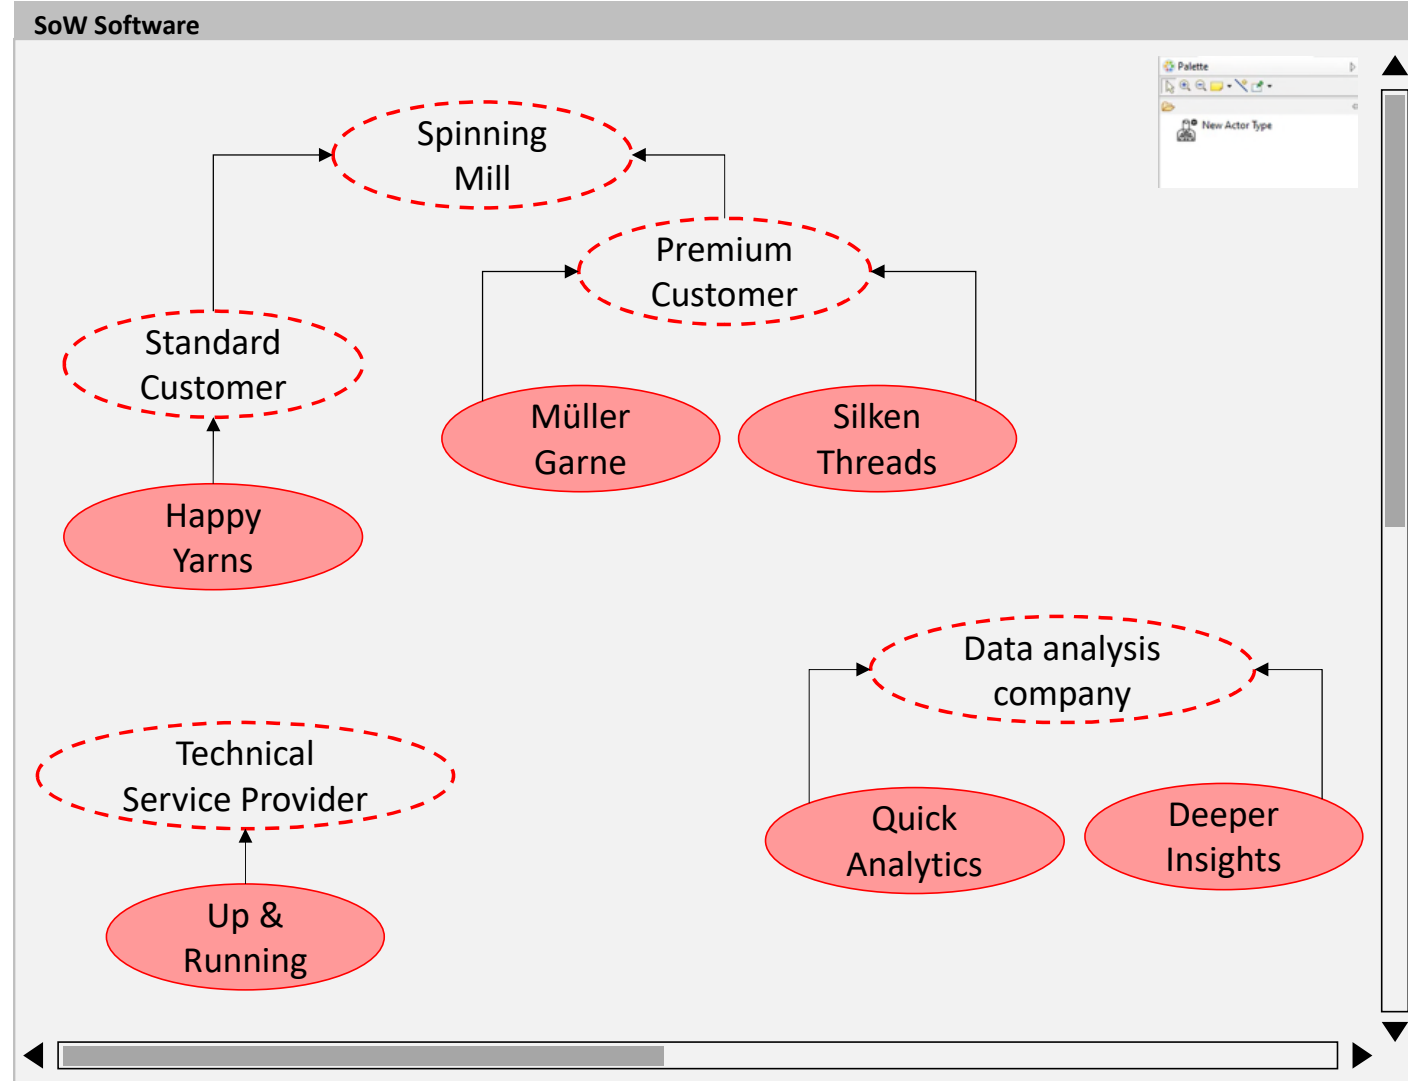 SoW Software
Palette
New Actor Type
Spinning
Mill
Premium
Customer
Standard
Customer
Müller
Garne
Silken
Threads
Happy
Yarns
Data analysis
company
Technical
Service Provider
Quick
Analytics
Deeper
Insights
Up &
Running